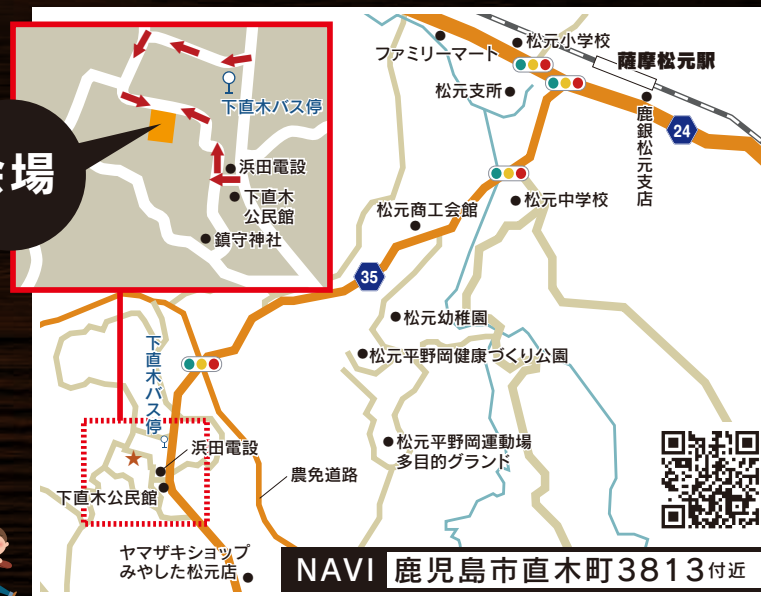 ファミリーマート
松元小学校
薩摩松元駅
松元支所
鹿銀松元支店
24
下直木バス停
場
浜田電設
下直木
公民館
鎮守神社
松元商工会館
松元中学校
35
松元幼稚園
松元平野岡健康づくり公園
下直木バス停
浜田電設
松元平野岡運動場
多目的グランド
農免道路
下直木公民館
ヤマザキショップ
みやした松元店
NAVI 鹿児島市直木町3813付近